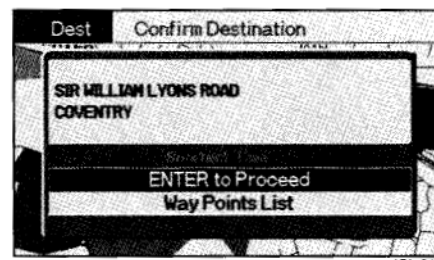 Dest Confirm Destination
SIR WILLIAM LYONS ROAD
COVENTRY
ENTER to Proceed
Way Points List